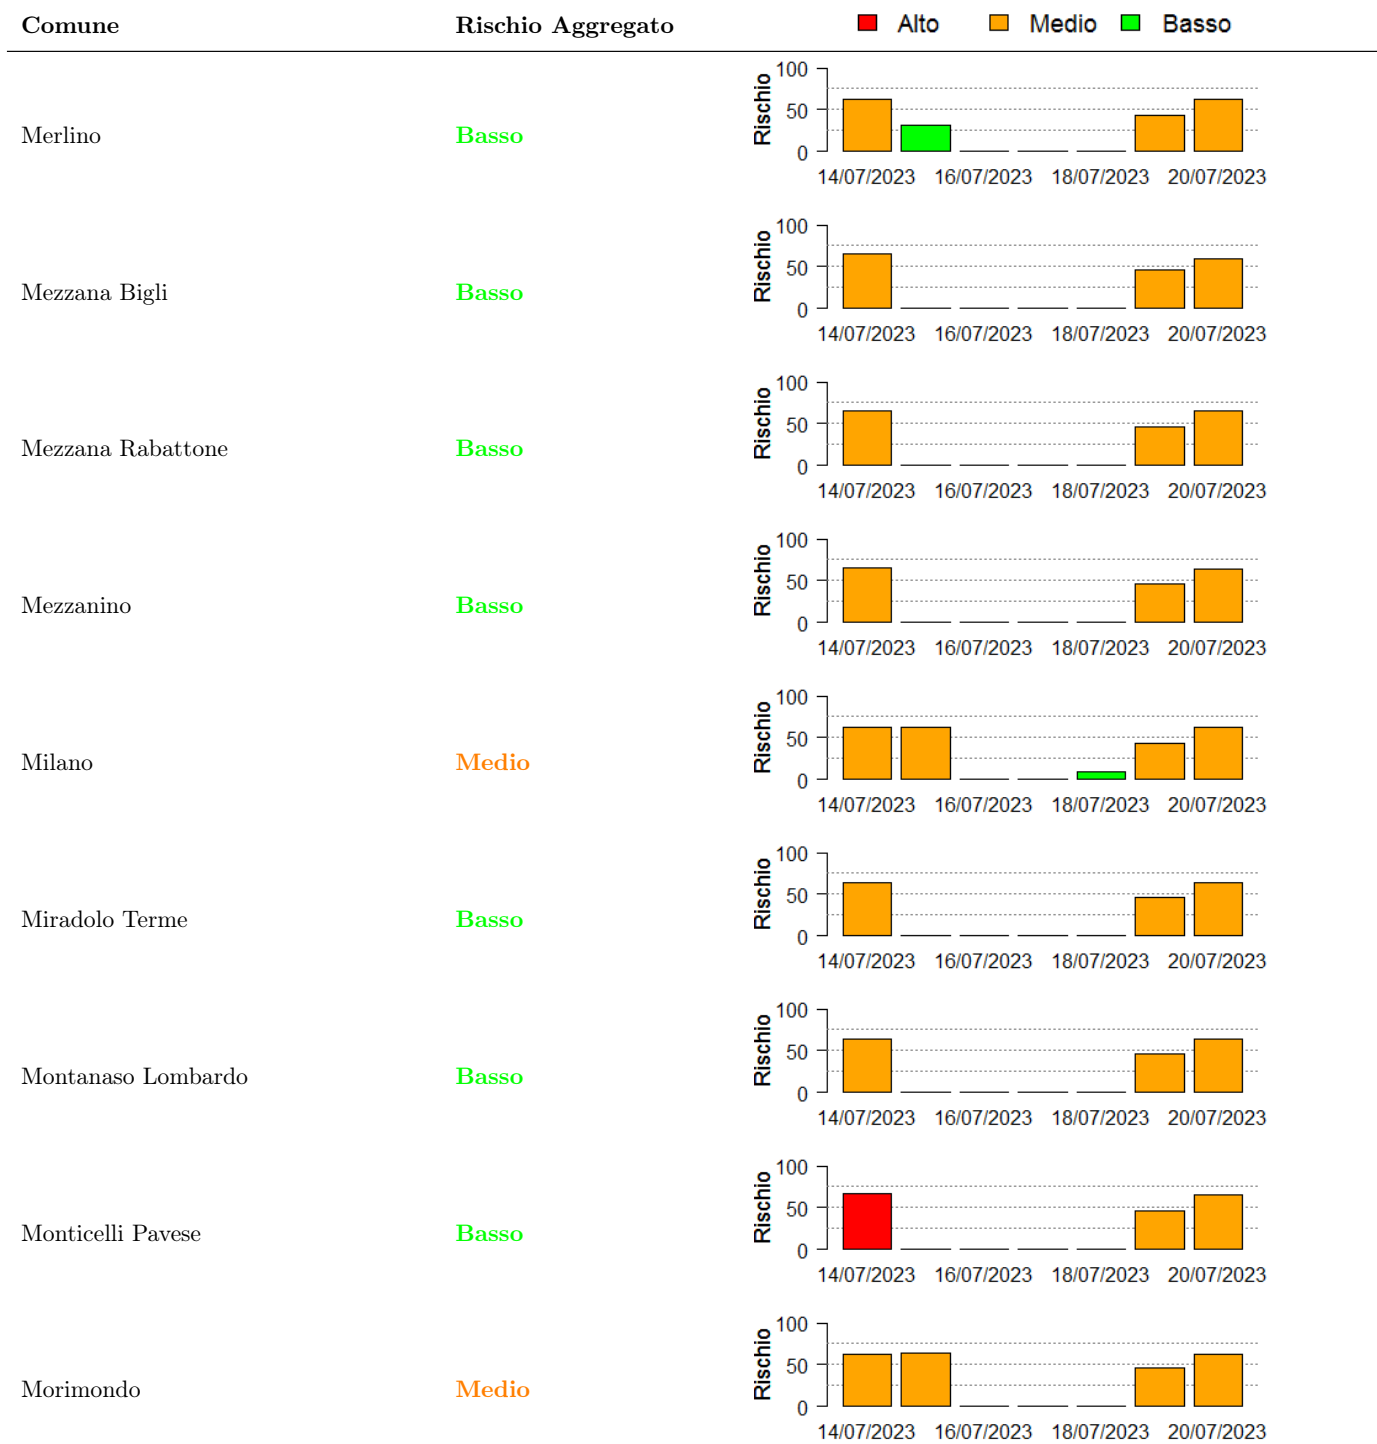 Comune Rischio Aggregato Alto Medio Basso
Merlino Basso Rischio 100 50 0
14/07/2023 16/07/2023 18/07/2023 20/07/2023
Mezzana Bigli Basso Rischio 100 50 0
14/07/2023 16/07/2023 18/07/2023 20/07/2023
Mezzana Rabattone Basso Rischio 100 50 0
14/07/2023 16/07/2023 18/07/2023 20/07/2023
Mezzanino Basso Rischio 100 50 0
14/07/2023 16/07/2023 18/07/2023 20/07/2023
Milano Medio Rischio 100 50 0
14/07/2023 16/07/2023 18/07/2023 20/07/2023
Miradolo Terme Basso Rischio 100 50 0
14/07/2023 16/07/2023 18/07/2023 20/07/2023
Montanaso Lombardo Basso Rischio 100 50 0
14/07/2023 16/07/2023 18/07/2023 20/07/2023
Monticelli Pavese Basso Rischio 100 50 0
14/07/2023 16/07/2023 18/07/2023 20/07/2023
Morimondo Medio Rischio 100 50 0
14/07/2023 16/07/2023 18/07/2023 20/07/2023